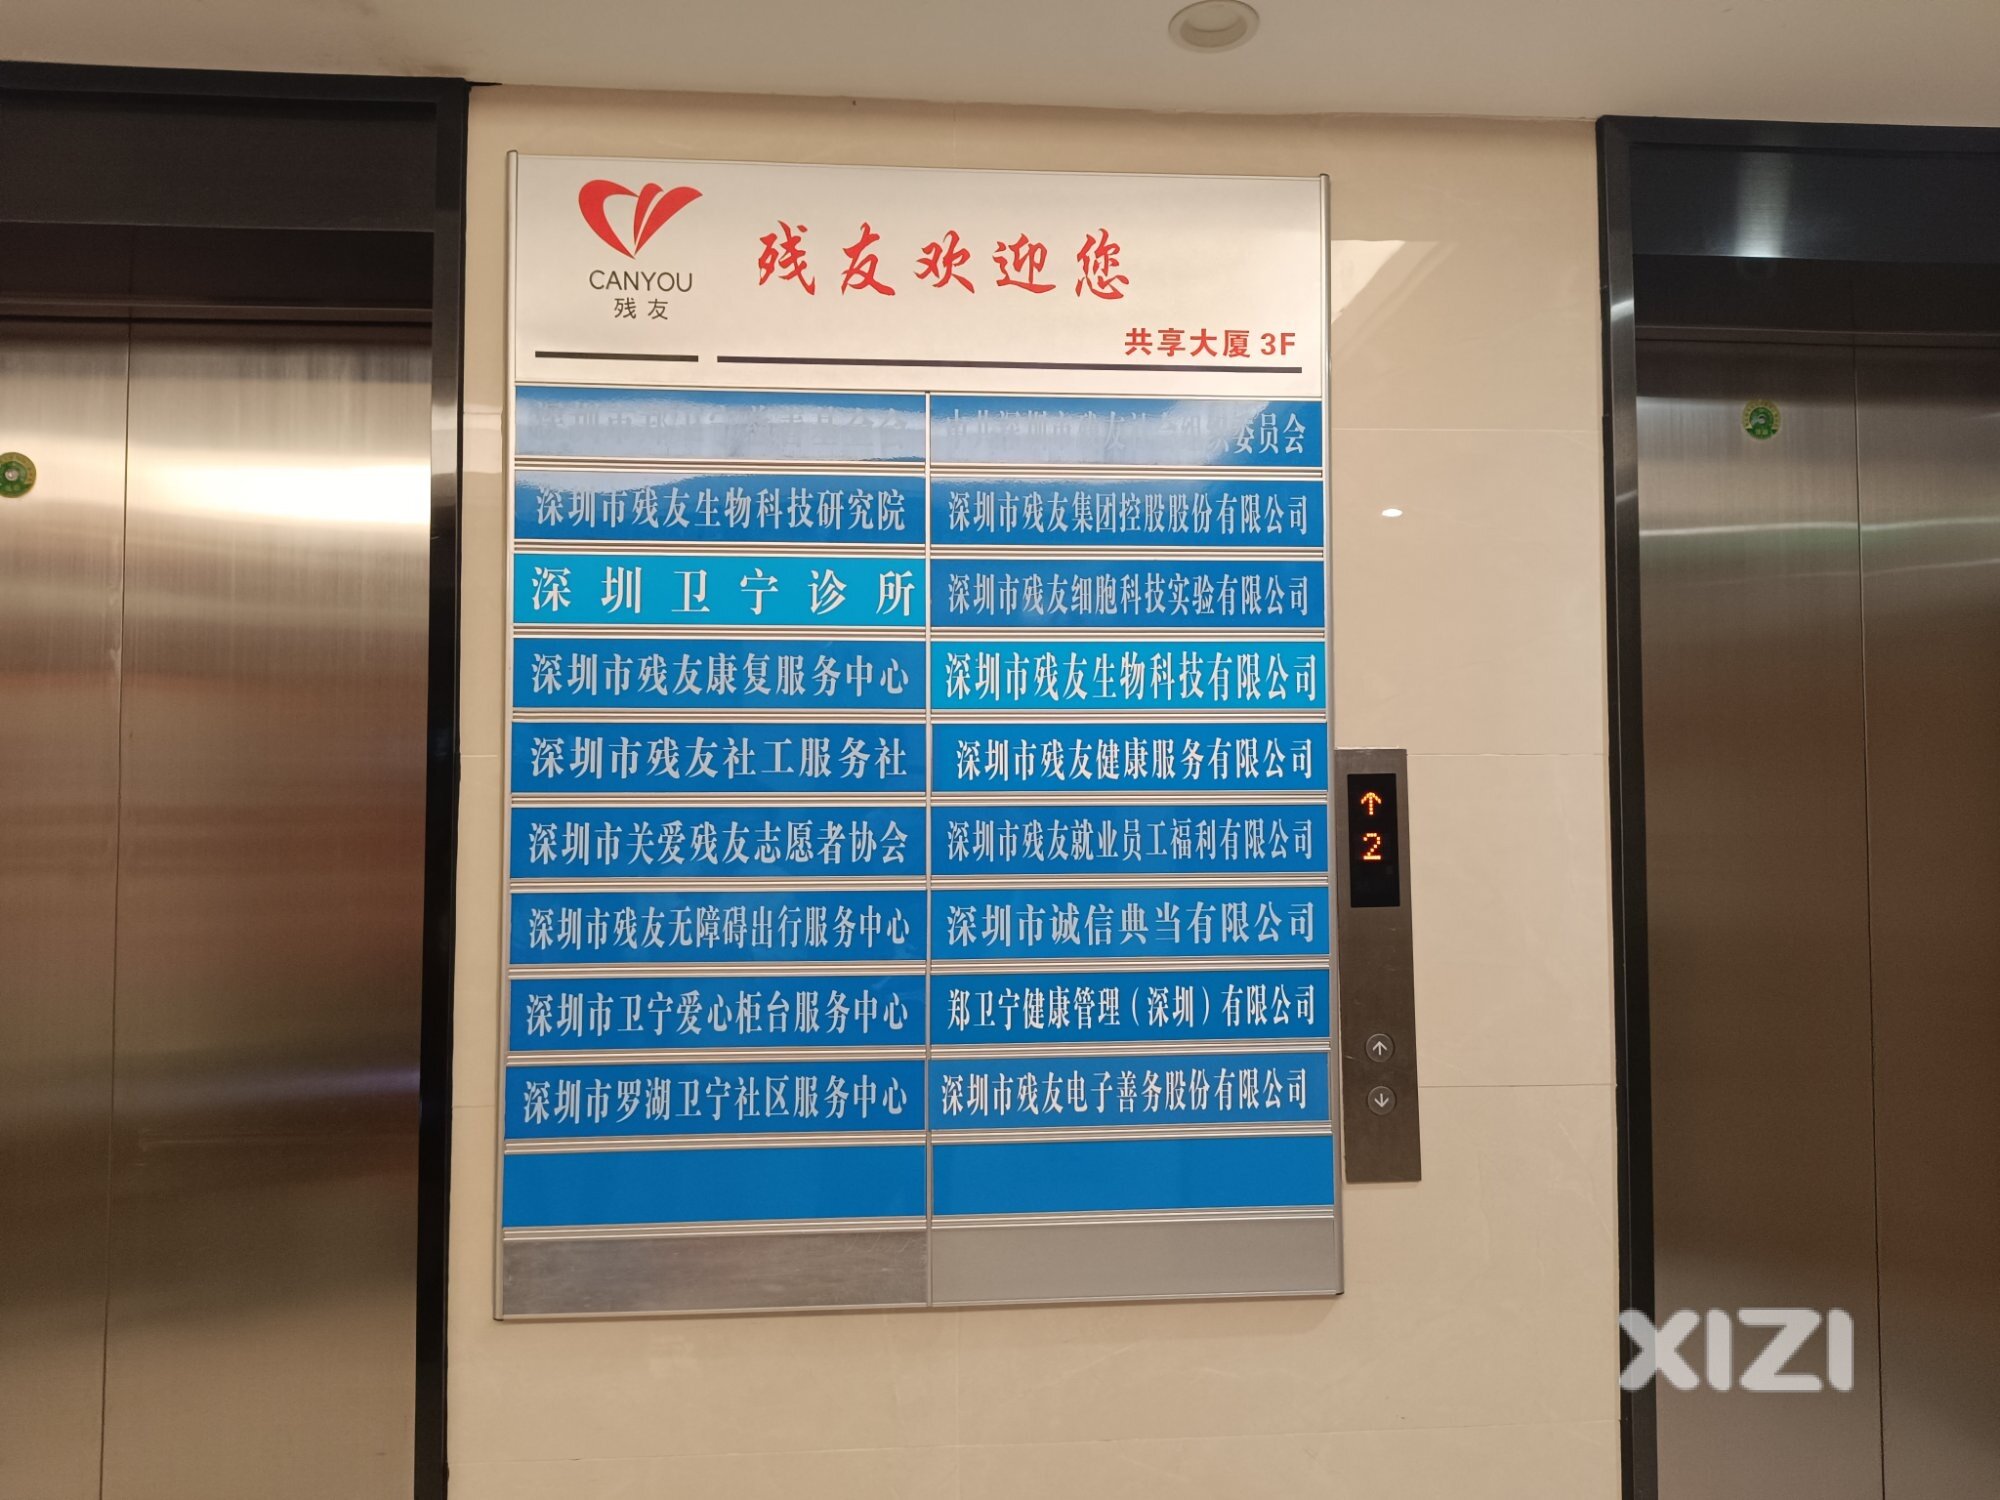 CANYOU
残友
残友欢迎您
共享大厦 3F
委员会
深圳市残友生物科技研究院
深圳市残友集团控股股份有限公司
深圳卫宁诊所
深圳市残友细胞科技实验有限公司
深圳市残友康复服务中心
深圳市残友生物科技有限公司
深圳市残友社工服务社
深圳市残友健康服务有限公司
深圳市关爱残友志愿者协会
深圳市残友就业员工福利有限公司
深圳市残友无障碍出行服务中心
深圳市诚信典当有限公司
深圳市卫宁爱心柜台服务中心
郑卫宁健康管理（深圳）有限公司
深圳市罗湖卫宁社区服务中心
深圳市残友电子善务股份有限公司
2
XIZI